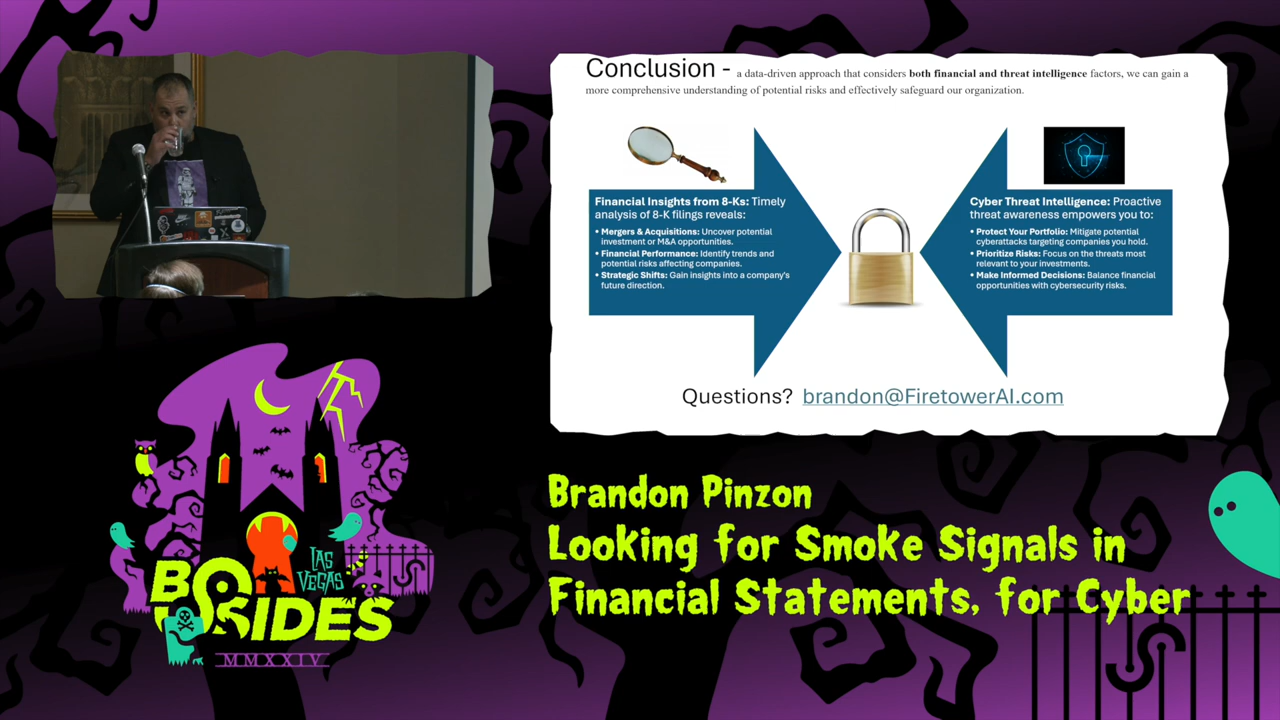 Conclusion - a data-driven approach that considers both financial and threat intelligence factors, we can gain a
more comprehensive understanding of potential risks and effectively safeguard our organization.
Financial Insights from 8-Ks: Timely
analysis of 8-K filings reveals:
• Mergers & Acquisitions: Uncover potential
investment or M&A opportunities.
• Financial Performance: Identify trends and
potential risks affecting companies.
• Strategic Shifts: Gain insights into a company's
future direction.
Cyber Threat Intelligence: Proactive
threat awareness empowers you to:
• Protect Your Portfolio: Mitigate potential
cyberattacks targeting companies you hold.
• Prioritize Risks: Focus on the threats most
relevant to your investments.
• Make Informed Decisions: Balance financial
opportunities with cybersecurity risks.
Questions? brandon@FiretowerAI.com
LAS
VEGAS
BSIDES
MMXXIV
Brandon Pinzon
Looking for Smoke Signals in
Financial Statements, for Cyber